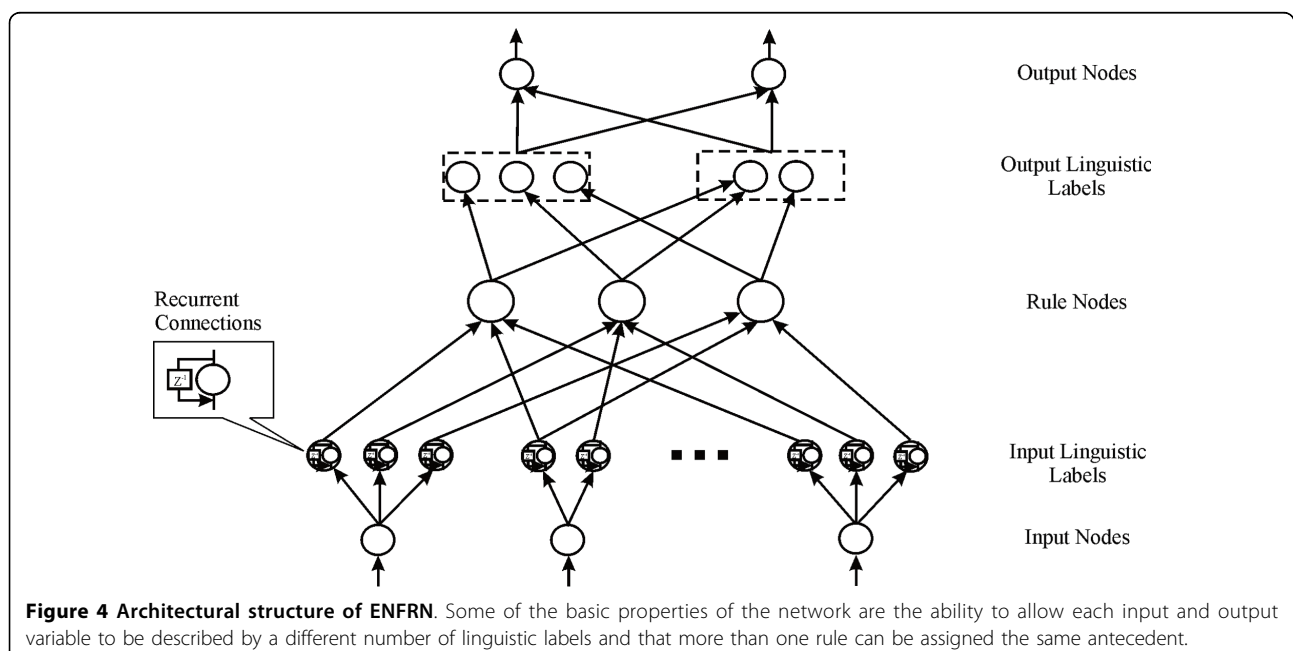 Output Nodes
Output Linguistic
Labels
Rule Nodes
Recurrent
Connections
Z-1
Input Linguistic
Labels
Input Nodes
Figure 4 Architectural structure of ENFRN. Some of the basic properties of the network are the ability to allow each input and output
variable to be described by a different number of linguistic labels and that more than one rule can be assigned the same antecedent.